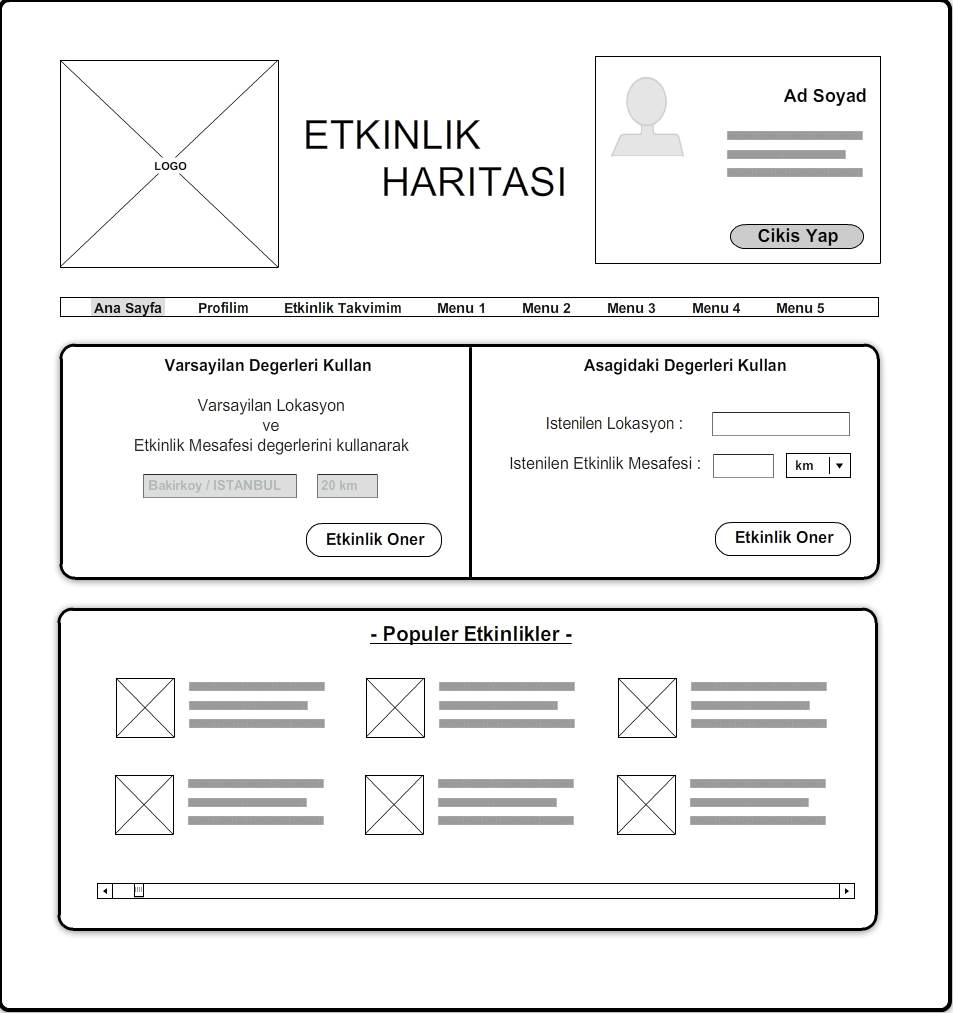 LOGO
ETKINLIK
HARITASI
Ad Soyad
Cikis Yap
Ana Sayfa Profilim Etkinlik Takvimim Menu 1 Menu 2 Menu 3 Menu 4 Menu 5
Varsayilan Degerleri Kullan
Varsayilan Lokasyon
ve
Etkinlik Mesafesi degerlerini kullanarak
Bakirkoy / ISTANBUL 20 km
Etkinlik Oner
Asagidaki Degerleri Kullan
Istenilen Lokasyon :
Istenilen Etkinlik Mesafesi : km
Etkinlik Oner
- Populer Etkinlikler -